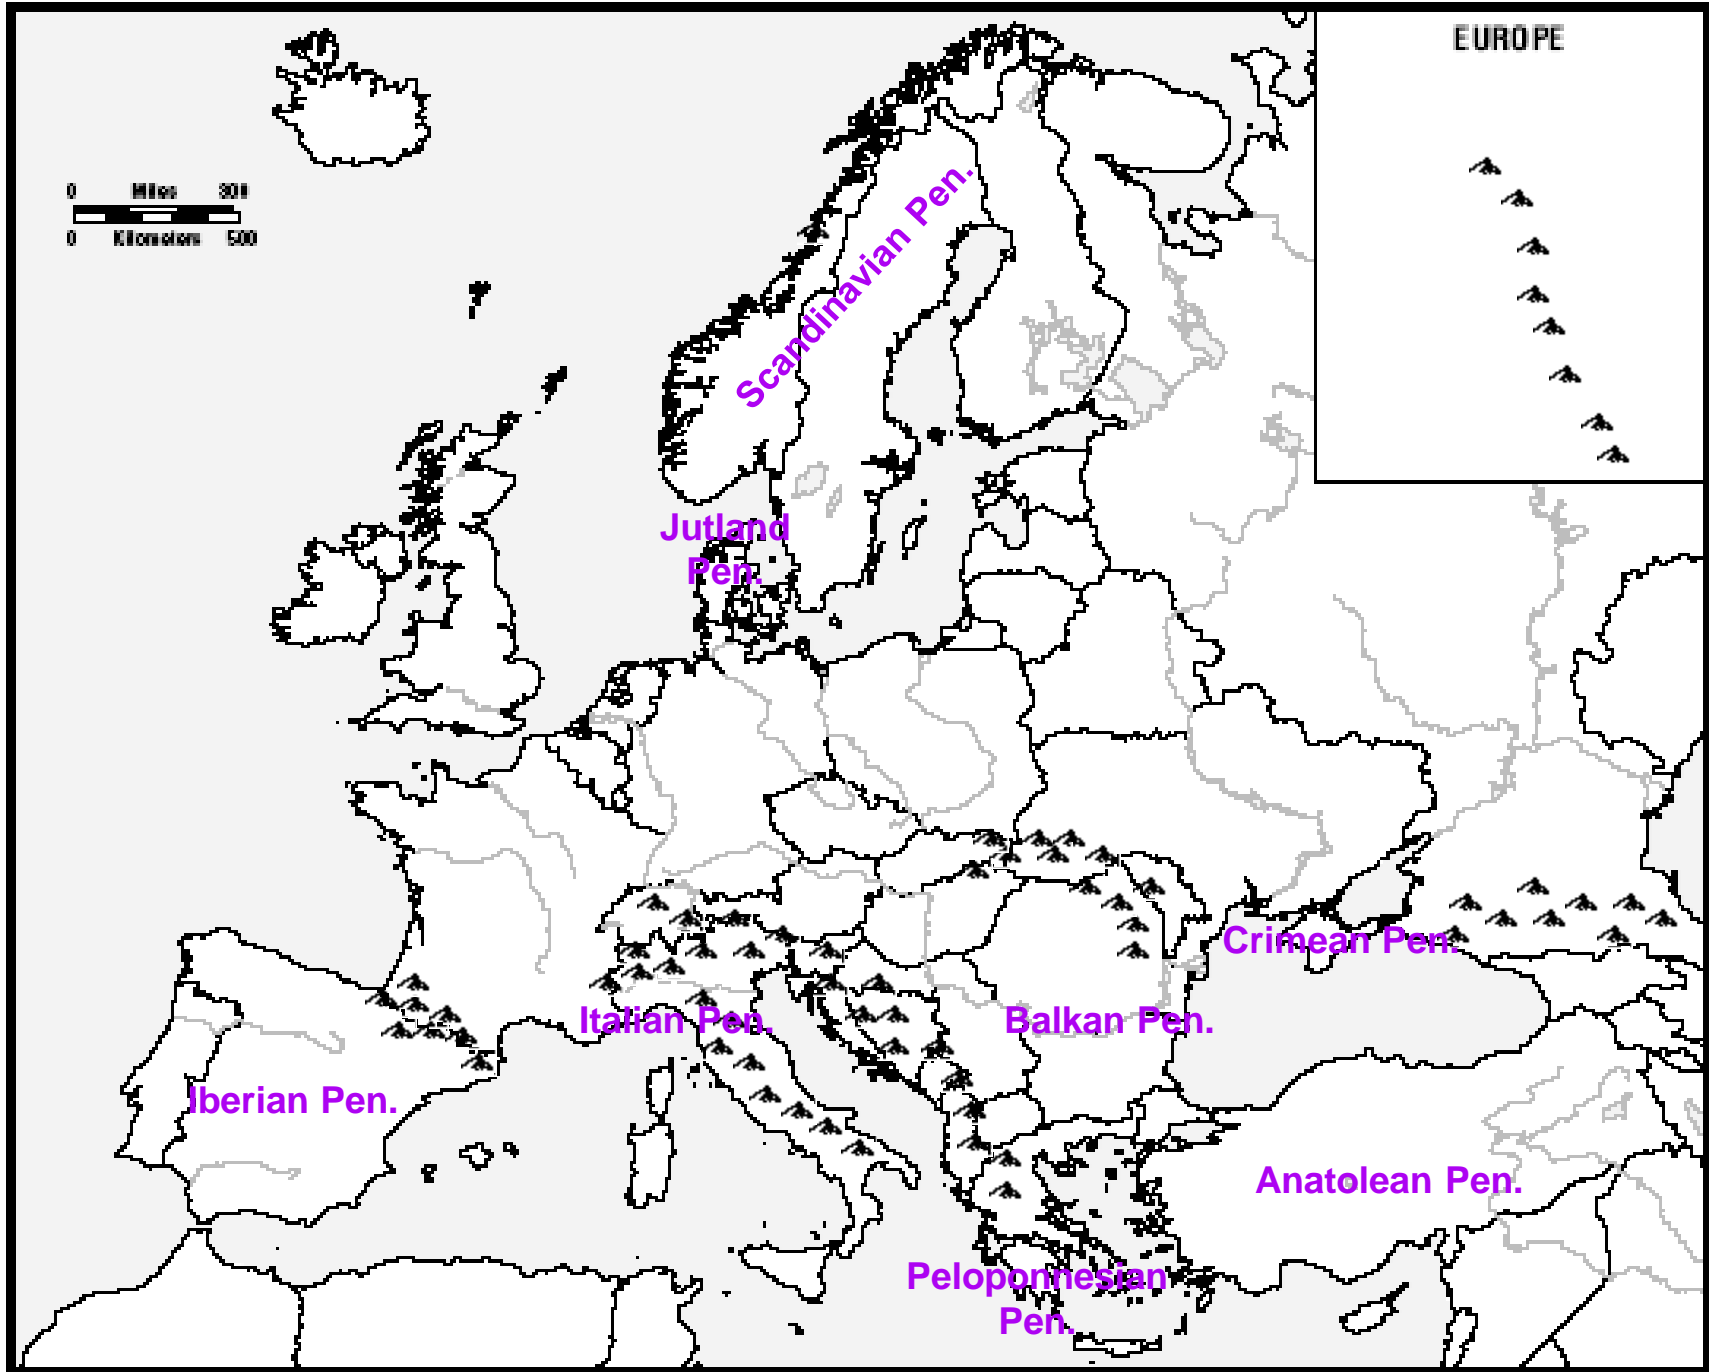 EUROPE
0 Miles 300
0 Kilometers 500
Scandinavian Pen.
Jutland
Pen.
Crimean Pen.
Italian Pen.
Balkan Pen.
Iberian Pen.
Anatolean Pen.
Peloponnesian
Pen.